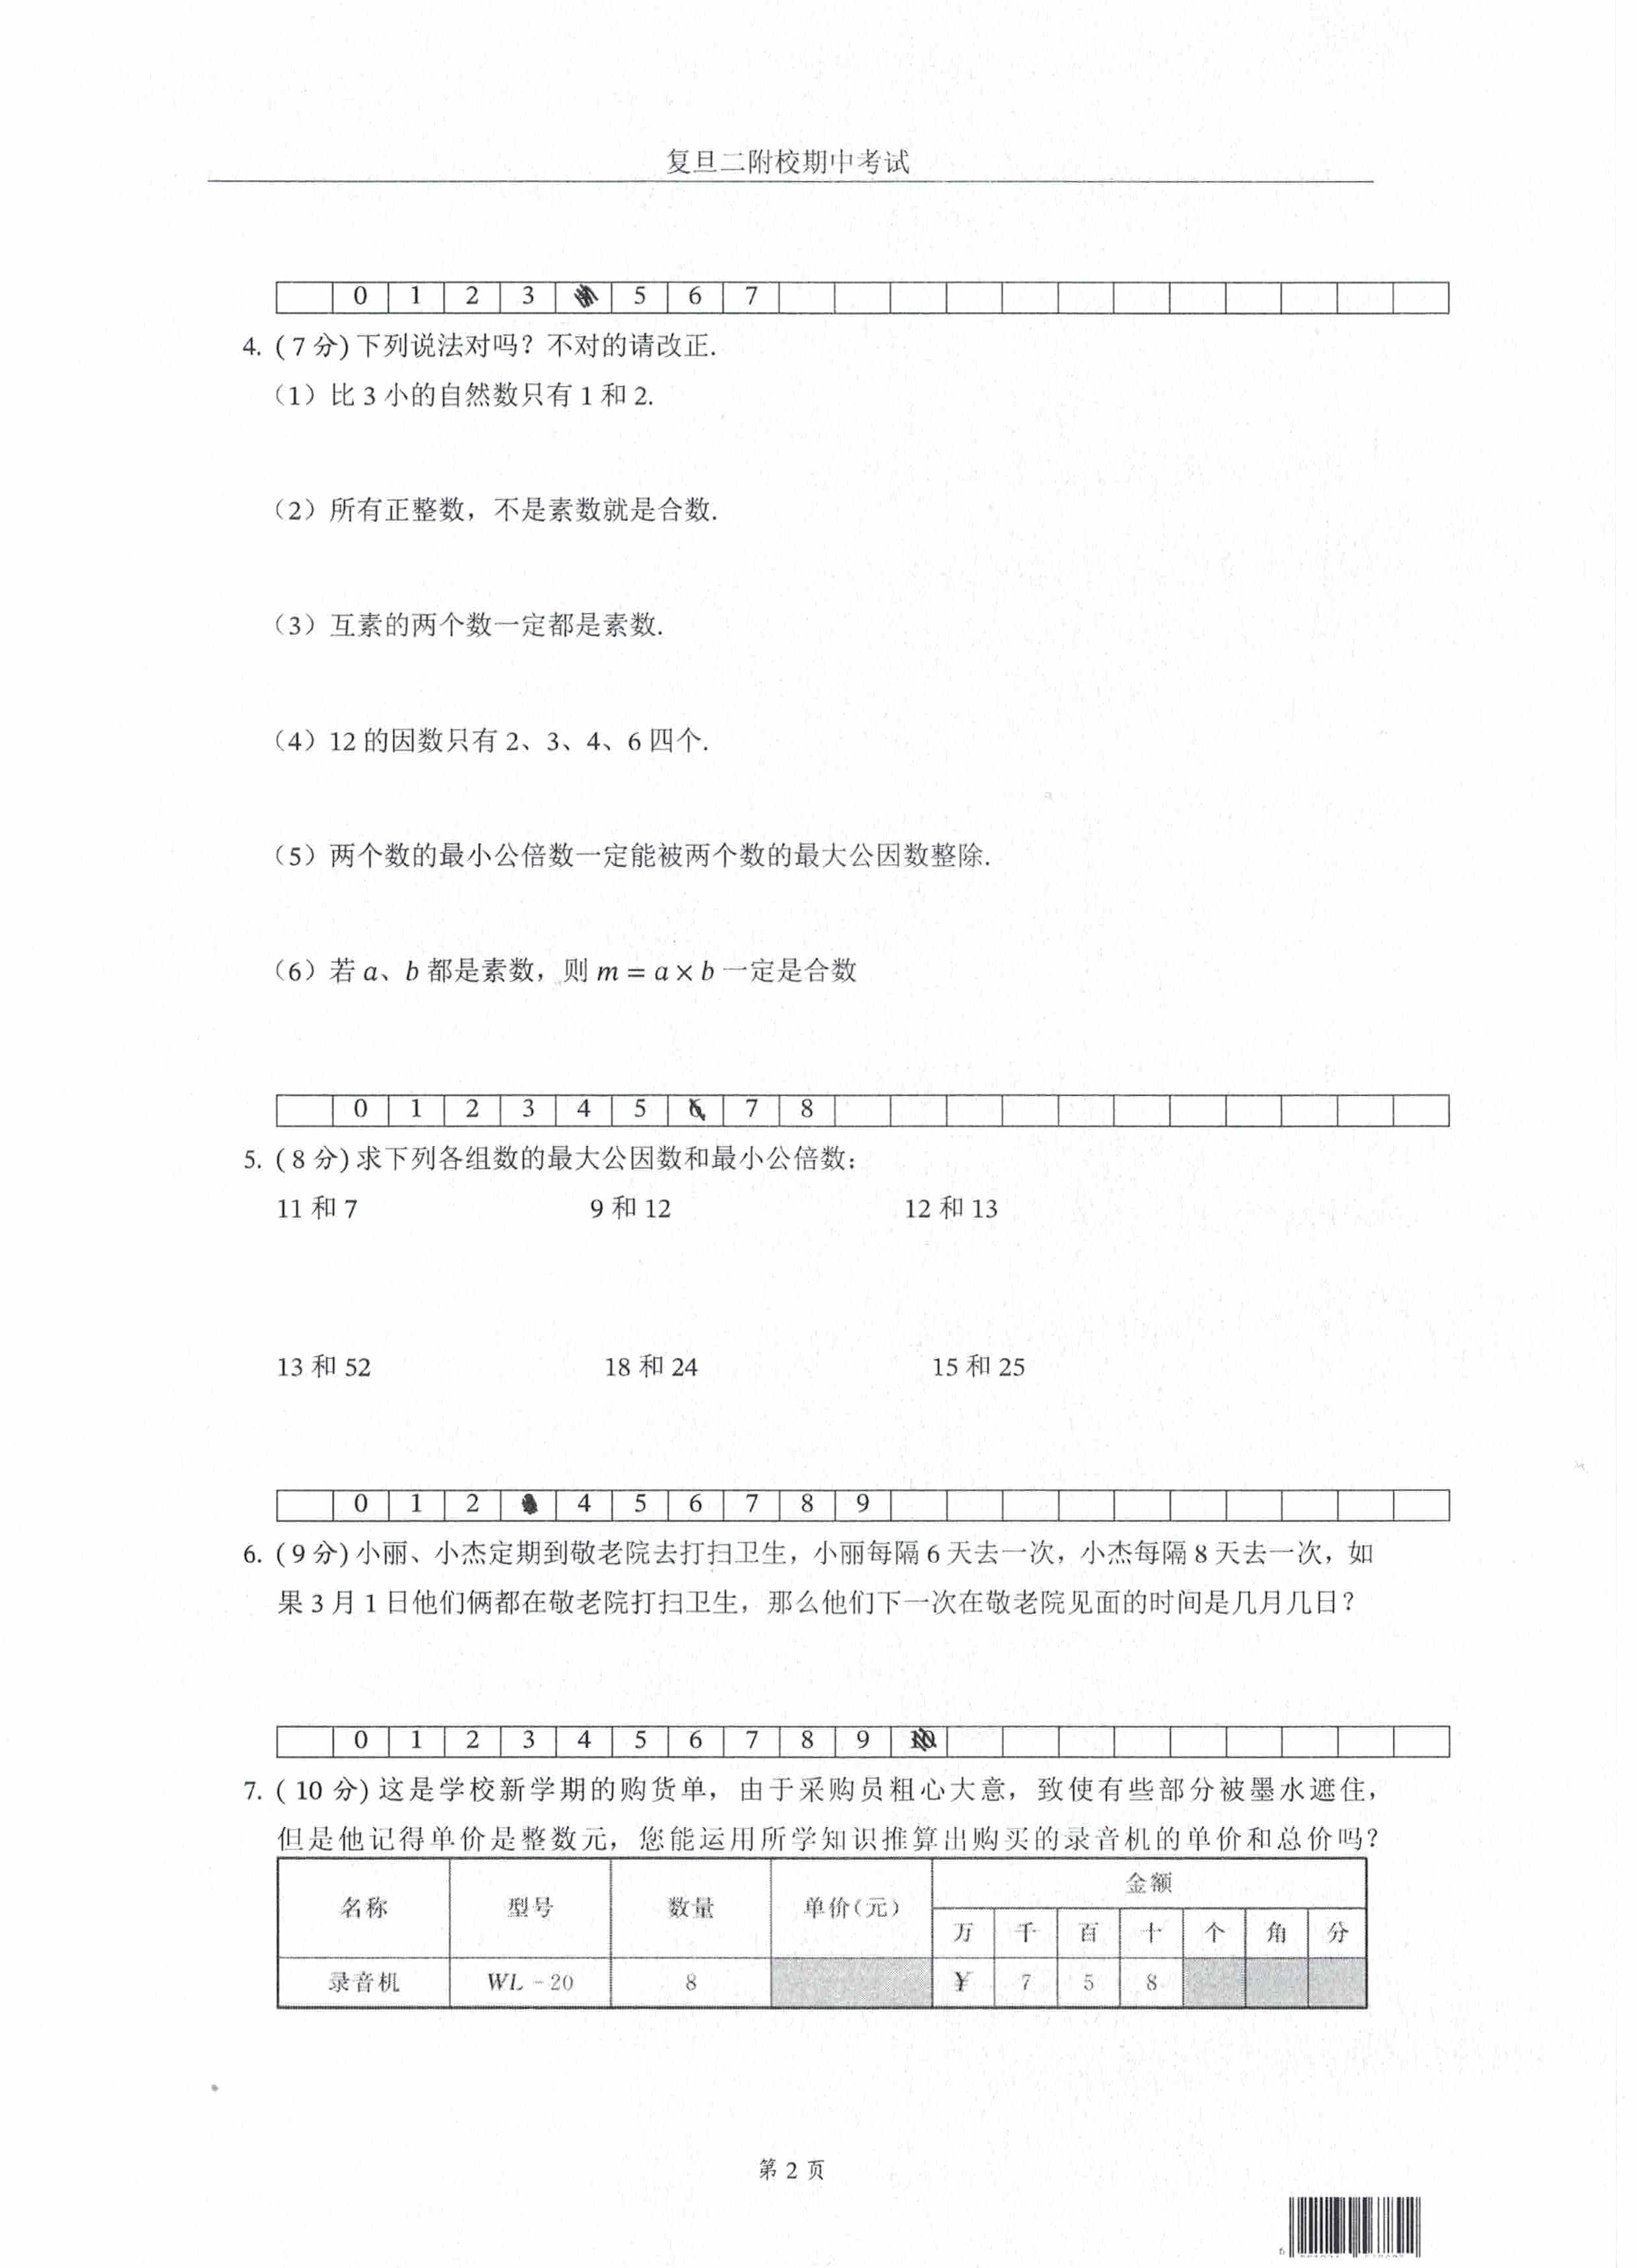 复旦二附校期中考试
0 1 2 3 5 6 7
4. ( 7 分) 下列说法对吗？不对的请改正.
（1）比 3 小的自然数只有 1 和 2.
（2）所有正整数，不是素数就是合数.
（3）互素的两个数一定都是素数.
（4）12 的因数只有 2、3、4、6 四个.
（5）两个数的最小公倍数一定能被两个数的最大公因数整除.
（6）若 a、b 都是素数，则 m = a × b 一定是合数
0 1 2 3 4 5 6 7 8
5. ( 8 分) 求下列各组数的最大公因数和最小公倍数：
11 和 7 9 和 12 12 和 13
13 和 52 18 和 24 15 和 25
0 1 2 4 5 6 7 8 9
6. ( 9 分) 小丽、小杰定期到敬老院去打扫卫生，小丽每隔 6 天去一次，小杰每隔 8 天去一次，如
果 3 月 1 日他们俩都在敬老院打扫卫生，那么他们下一次在敬老院见面的时间是几月几日？
0 1 2 3 4 5 6 7 8 9 10
7. ( 10 分) 这是学校新学期的购货单，由于采购员粗心大意，致使有些部分被墨水遮住，
但是他记得单价是整数元，您能运用所学知识推算出购买的录音机的单价和总价吗？
名称 型号 数量 单价(元) 金额
万 千 百 十 个 角 分
录音机 WL - 20 8 ¥ 7 5 8
第 2 页